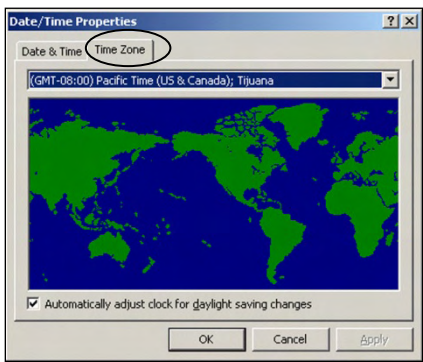 Date/Time Properties
Date & Time Time Zone
(GMT-08:00) Pacific Time (US & Canada); Tijuana
Automatically adjust clock for daylight saving changes
OK Cancel Apply